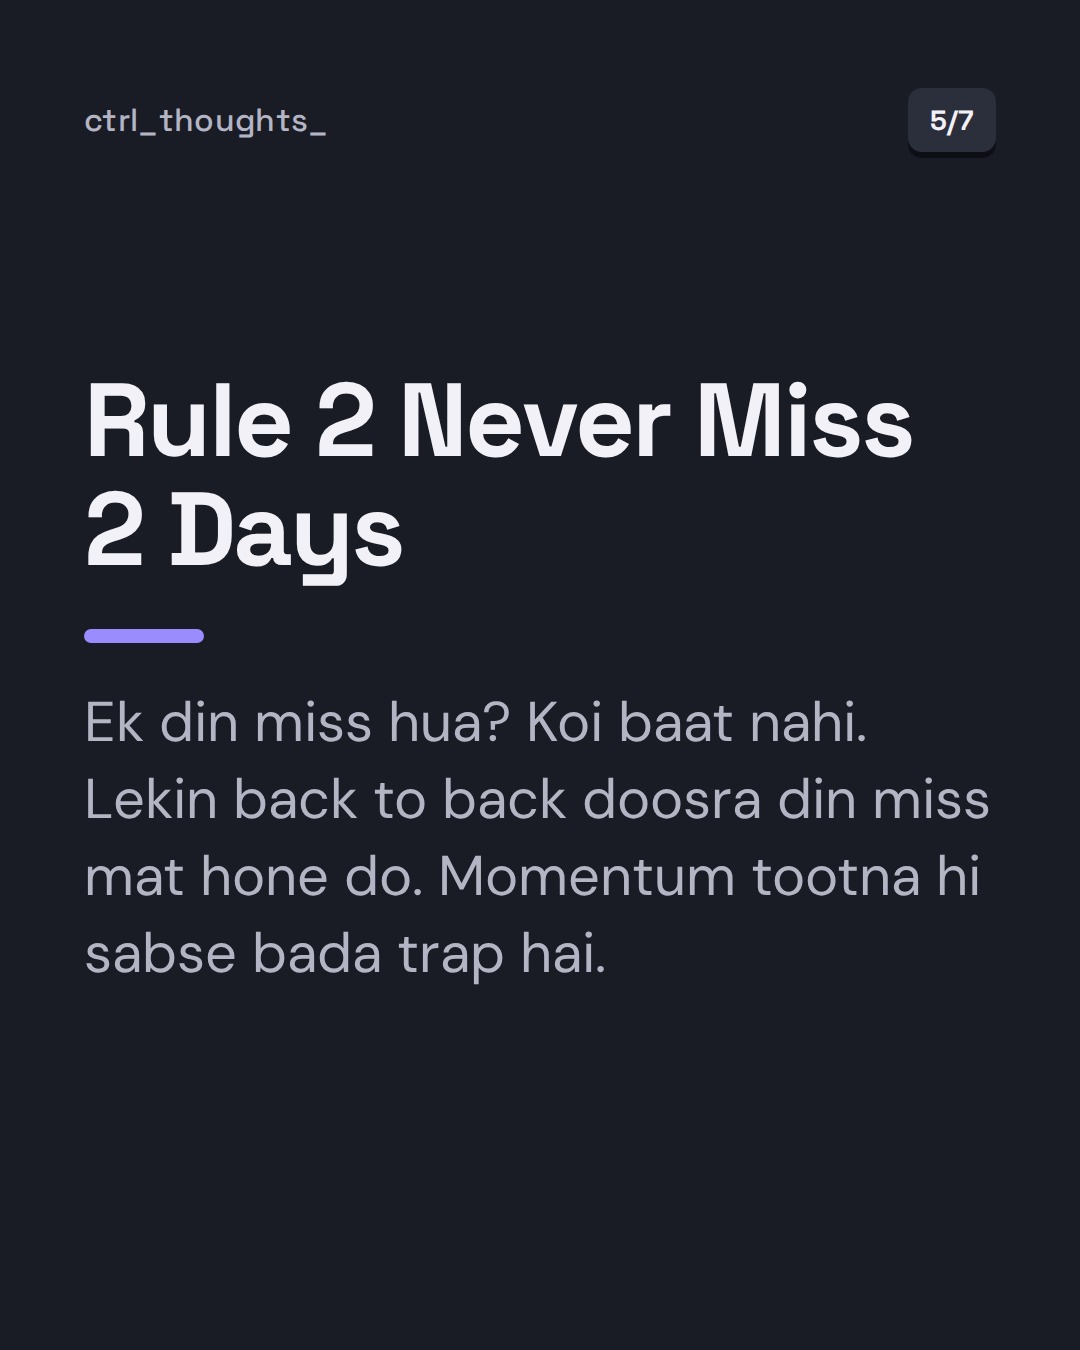 ctrl_thoughts_
5/7
Rule 2 Never Miss
2 Days
Ek din miss hua? Koi baat nahi.
Lekin back to back doosra din miss
mat hone do. Momentum tootna hi
sabse bada trap hai.